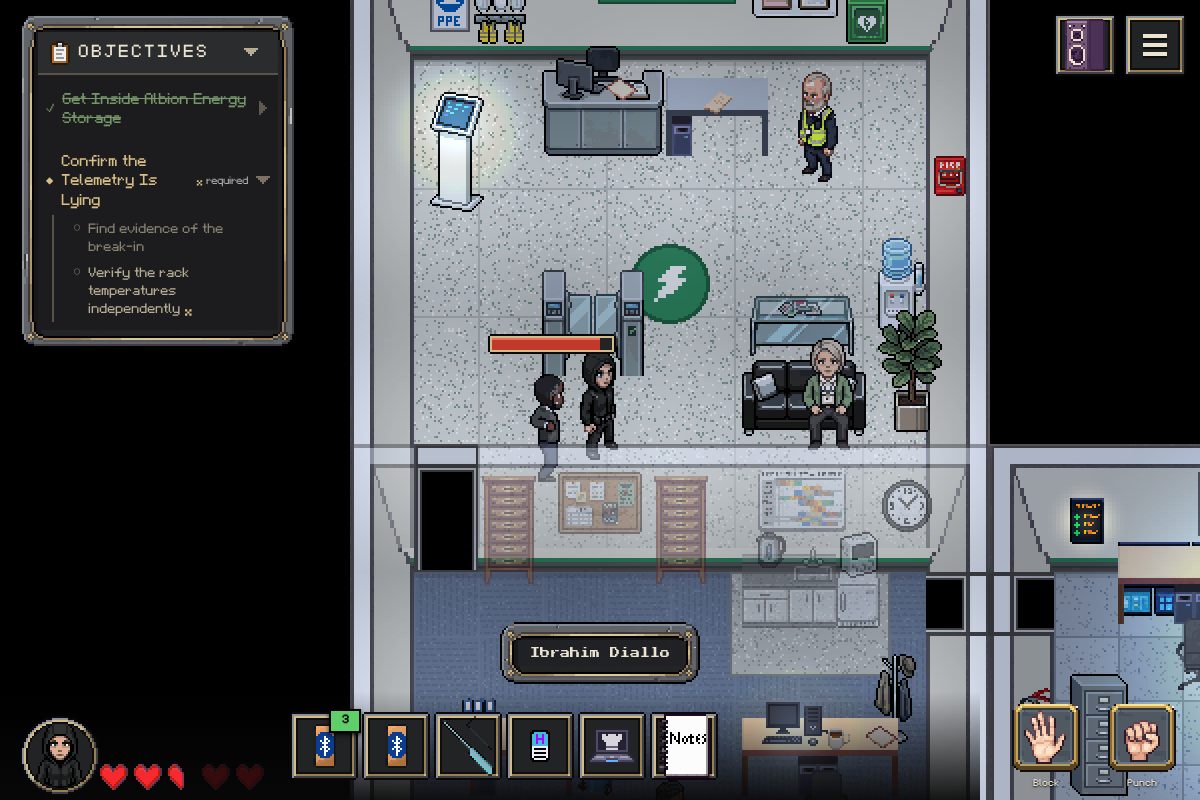 PPE
OBJECTIVES
Get Inside Albion Energy
Storage
Confirm the
Telemetry Is
Lying
required
Find evidence of the
break-in
Verify the rack
temperatures
independently
FIRE
Ibrahim Diallo
3
H
Notes
Block
Punch